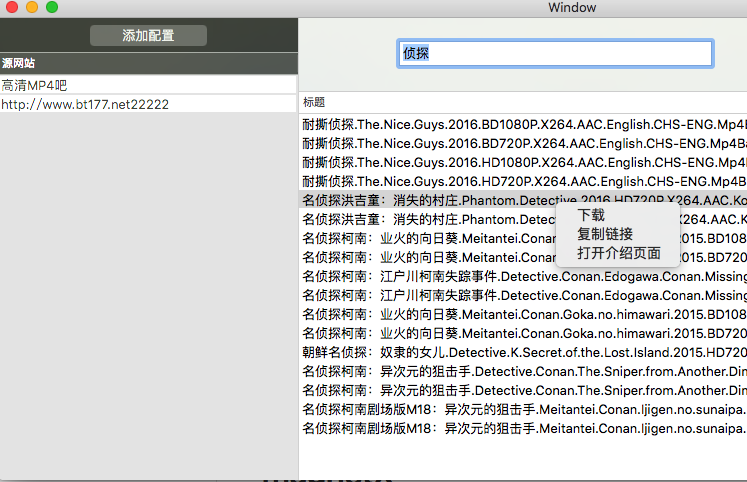 Window
添加配置
源网站
高清MP4吧
http://www.bt177.net22222
侦探
标题
耐撕侦探.The.Nice.Guys.2016.BD1080P.X264.AAC.English.CHS-ENG.Mp4B
耐撕侦探.The.Nice.Guys.2016.BD720P.X264.AAC.English.CHS-ENG.Mp4Ba
耐撕侦探.The.Nice.Guys.2016.HD1080P.X264.AAC.English.CHS-ENG.Mp4
耐撕侦探.The.Nice.Guys.2016.HD720P.X264.AAC.English.CHS-ENG.Mp4B
名侦探洪吉童：消失的村庄.Phantom.Detective.2016.HD720P.X264.AAC.Ko
名侦探洪吉童：消失的村庄.Phantom.Detec
X264.AAC.K
名侦探柯南：业火的向日葵.Meitantei.Conan
2015.BD108
名侦探柯南：业火的向日葵.Meitantei.Conan
2015.BD720
下载
复制链接
打开介绍页面
名侦探柯南：江户川柯南失踪事件.Detective.Conan.Edogawa.Conan.Missing
名侦探柯南：江户川柯南失踪事件.Detective.Conan.Edogawa.Conan.Missing
名侦探柯南：业火的向日葵.Meitantei.Conan.Goka.no.himawari.2015.BD108
名侦探柯南：业火的向日葵.Meitantei.Conan.Goka.no.himawari.2015.BD720
朝鲜名侦探：奴隶的女儿.Detective.K.Secret.of.the.Lost.Island.2015.HD720
名侦探柯南：异次元的狙击手.Detective.Conan.The.Sniper.from.Another.Dim
名侦探柯南：异次元的狙击手.Detective.Conan.The.Sniper.from.Another.Dim
名侦探柯南剧场版M18：异次元的狙击手.Meitantei.Conan.Ijigen.no.sunaipa.
名侦探柯南剧场版M18：异次元的狙击手.Meitantei.Conan.Ijigen.no.sunaipa.